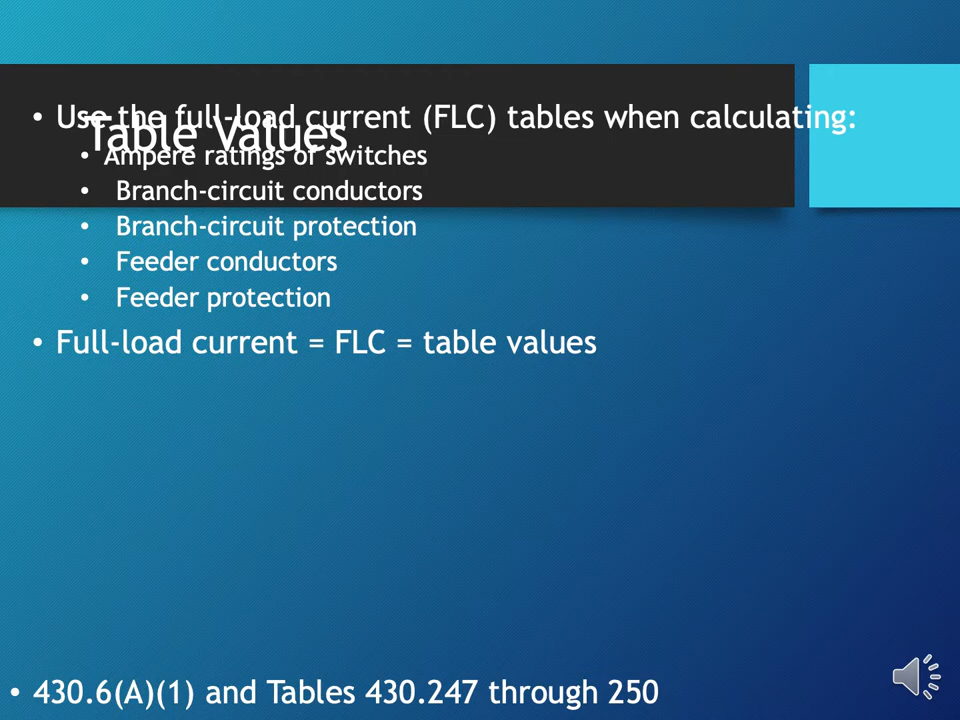 Table Values
• Use the full-load current (FLC) tables when calculating:
• Ampere ratings of switches
• Branch-circuit conductors
• Branch-circuit protection
• Feeder conductors
• Feeder protection
• Full-load current = FLC = table values
• 430.6(A)(1) and Tables 430.247 through 250